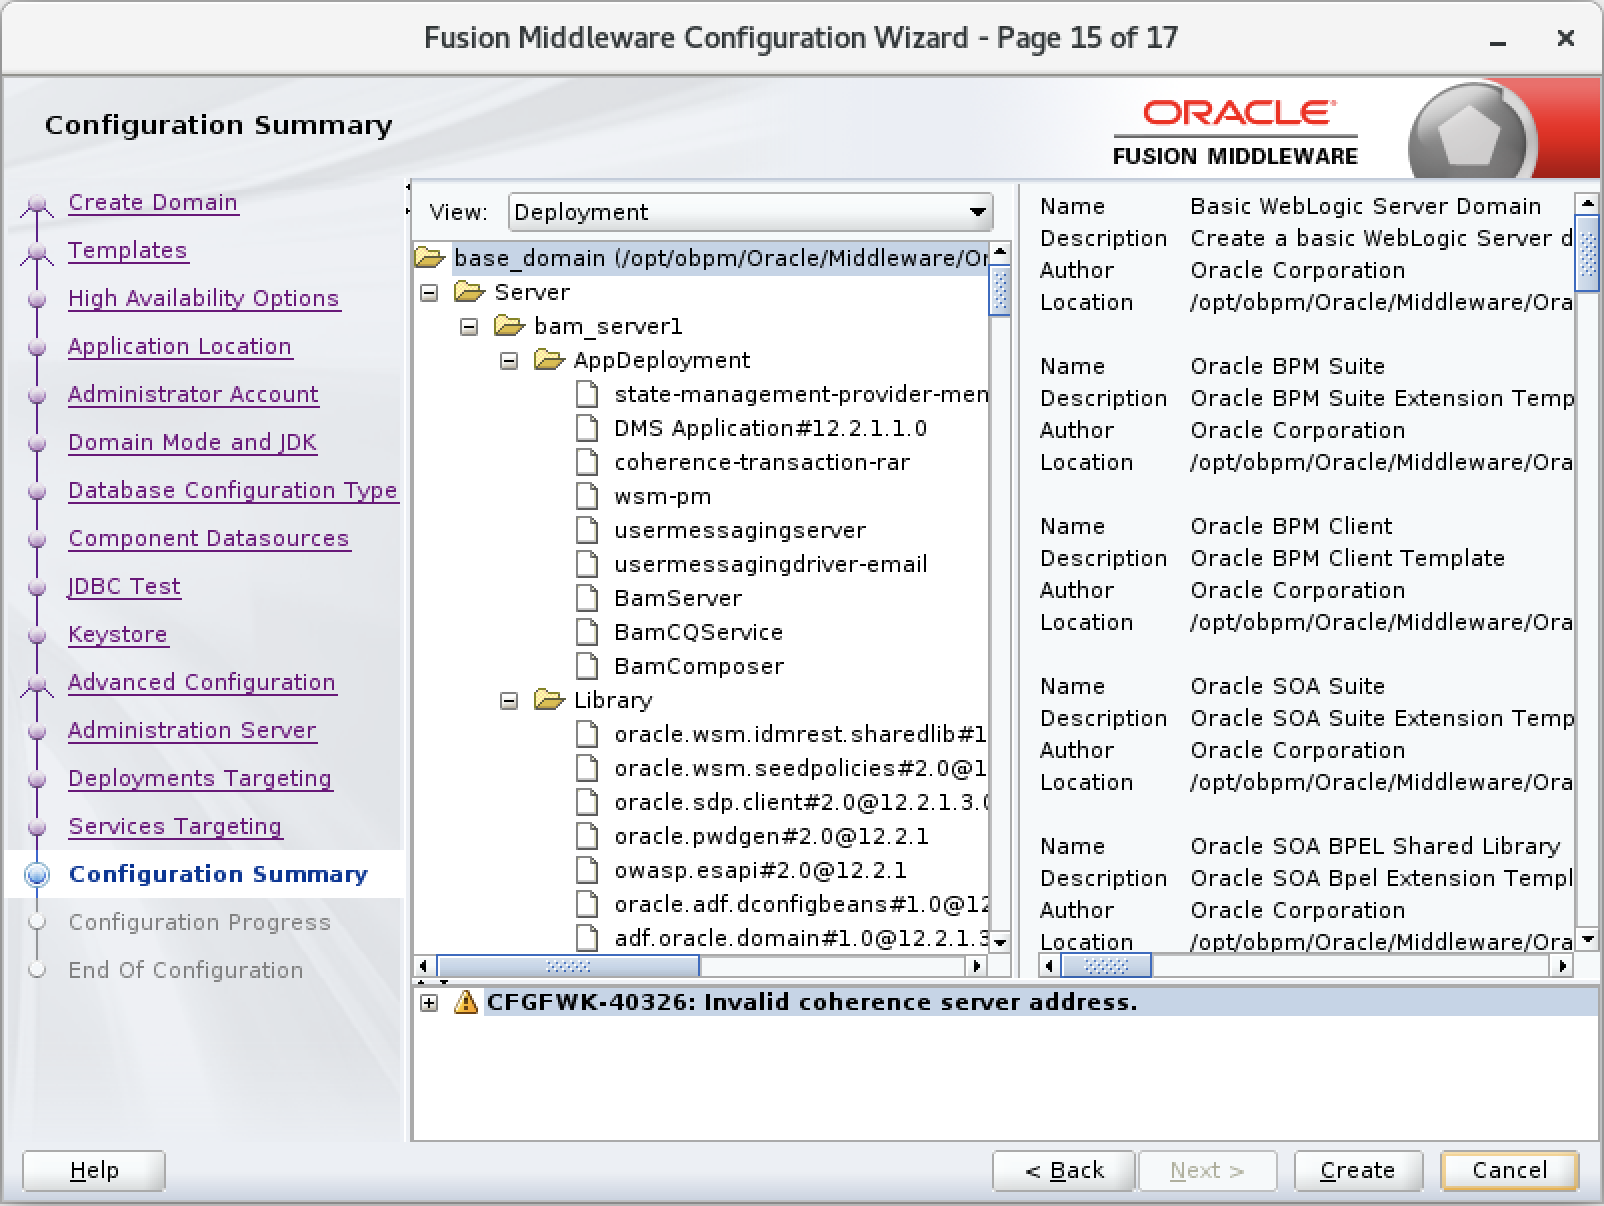 Fusion Middleware Configuration Wizard - Page 15 of 17
Configuration Summary
ORACLE
FUSION MIDDLEWARE
Create Domain
Templates
High Availability Options
Application Location
Administrator Account
Domain Mode and JDK
Database Configuration Type
Component Datasources
JDBC Test
Keystore
Advanced Configuration
Administration Server
Deployments Targeting
Services Targeting
Configuration Summary
Configuration Progress
End Of Configuration
View: Deployment
base_domain (/opt/obpm/Oracle/Middleware/Or
Server
bam_server1
AppDeployment
state-management-provider-mem
DMS Application#12.2.1.1.0
coherence-transaction-rar
wsm-pm
usermessagingserver
usermessagingdriver-email
BamServer
BamCQService
BamComposer
Library
oracle.wsm.idmrest.sharedlib#1
oracle.wsm.seedpolicies#2.0@1
oracle.sdp.client#2.0@12.2.1.3.0
oracle.pwdgen#2.0@12.2.1
owasp.esapi#2.0@12.2.1
oracle.adf.dconfigbeans#1.0@12
adf.oracle.domain#1.0@12.2.1.3
Name Basic WebLogic Server Domain
Description Create a basic WebLogic Server d
Author Oracle Corporation
Location /opt/obpm/Oracle/Middleware/Ora
Name Oracle BPM Suite
Description Oracle BPM Suite Extension Temp
Author Oracle Corporation
Location /opt/obpm/Oracle/Middleware/Ora
Name Oracle BPM Client
Description Oracle BPM Client Template
Author Oracle Corporation
Location /opt/obpm/Oracle/Middleware/Ora
Name Oracle SOA Suite
Description Oracle SOA Suite Extension Temp
Author Oracle Corporation
Location /opt/obpm/Oracle/Middleware/Ora
Name Oracle SOA BPEL Shared Library
Description Oracle SOA Bpel Extension Templ
Author Oracle Corporation
Location /opt/obpm/Oracle/Middleware/Ora
CFGFWK-40326: Invalid coherence server address.
Help
< Back
Next >
Create
Cancel